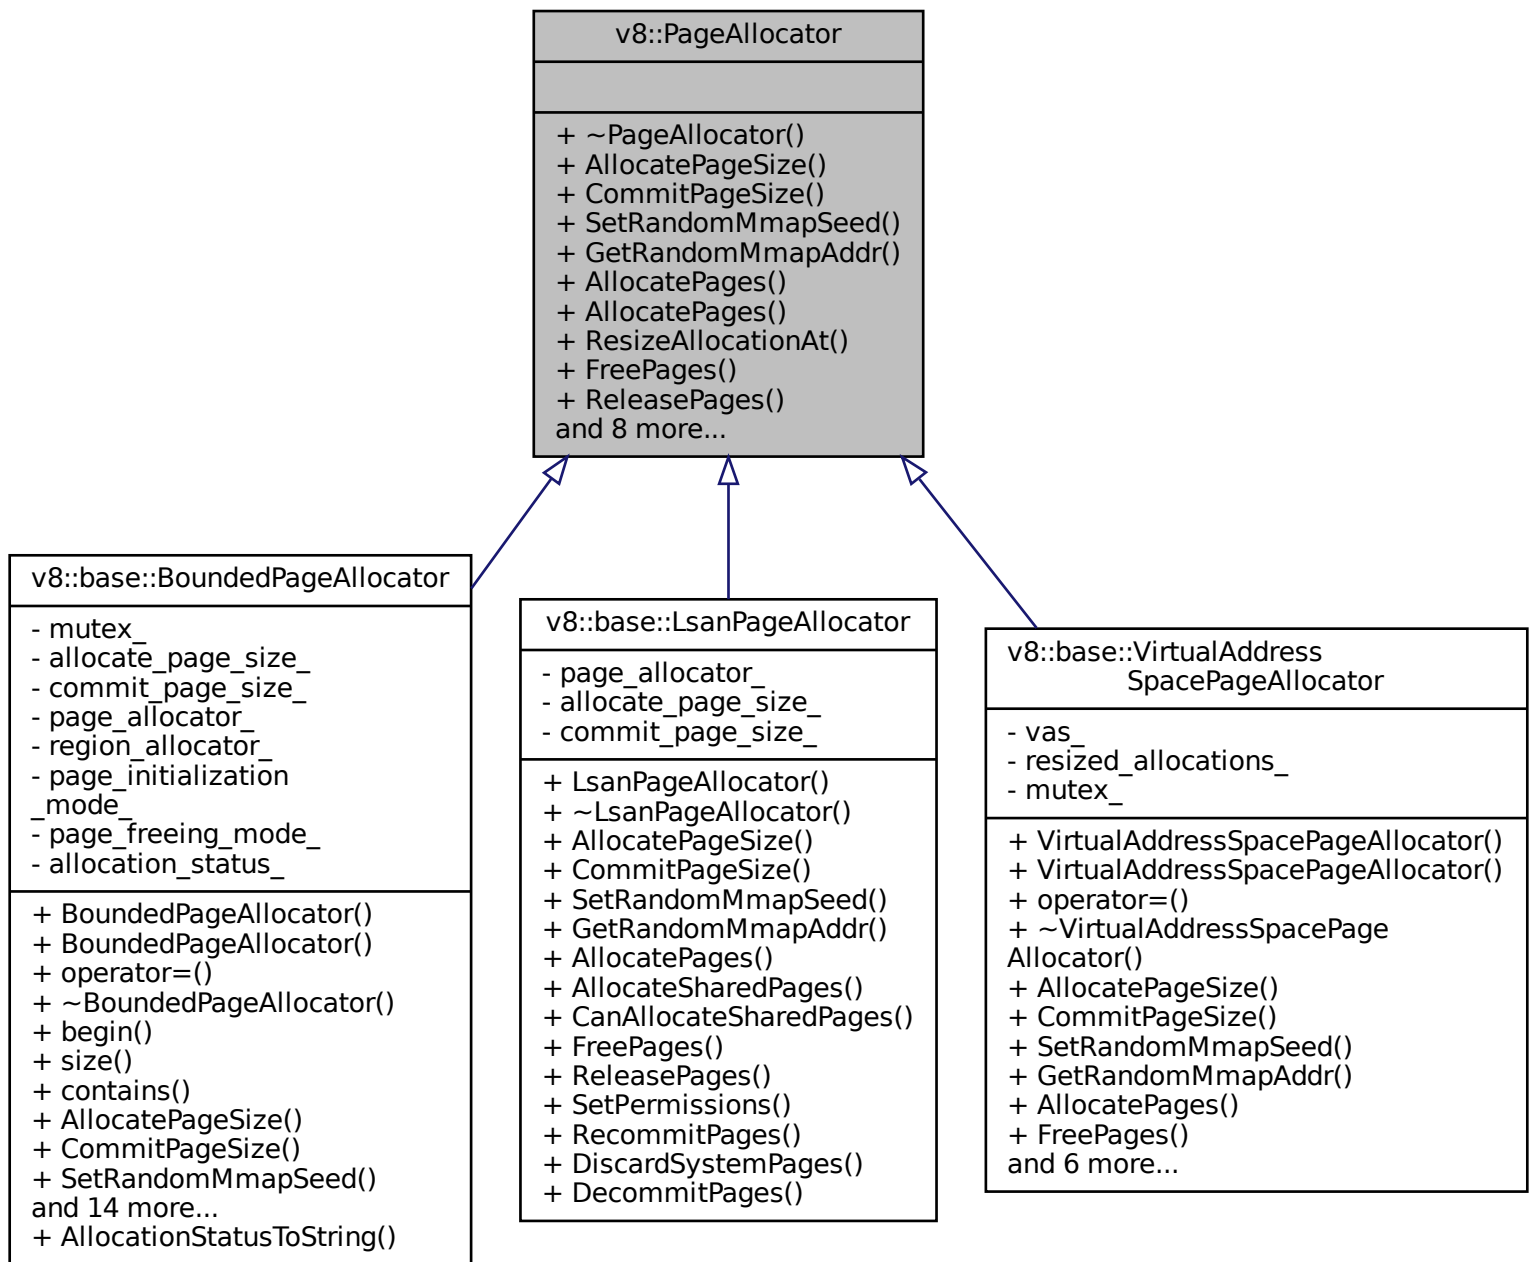 v8::PageAllocator
+ ~PageAllocator()
+ AllocatePageSize()
+ CommitPageSize()
+ SetRandomMmapSeed()
+ GetRandomMmapAddr()
+ AllocatePages()
+ AllocatePages()
+ ResizeAllocationAt()
+ FreePages()
+ ReleasePages()
and 8 more...
v8::base::BoundedPageAllocator
- mutex_
- allocate_page_size_
- commit_page_size_
- page_allocator_
- region_allocator_
- page_initialization
_mode_
- page_freeing_mode_
- allocation_status_
+ BoundedPageAllocator()
+ BoundedPageAllocator()
+ operator=()
+ ~BoundedPageAllocator()
+ begin()
+ size()
+ contains()
+ AllocatePageSize()
+ CommitPageSize()
+ SetRandomMmapSeed()
and 14 more...
+ AllocationStatusToString()
v8::base::LsanPageAllocator
- page_allocator_
- allocate_page_size_
- commit_page_size_
+ LsanPageAllocator()
+ ~LsanPageAllocator()
+ AllocatePageSize()
+ CommitPageSize()
+ SetRandomMmapSeed()
+ GetRandomMmapAddr()
+ AllocatePages()
+ AllocateSharedPages()
+ CanAllocateSharedPages()
+ FreePages()
+ ReleasePages()
+ SetPermissions()
+ RecommitPages()
+ DiscardSystemPages()
+ DecommitPages()
v8::base::VirtualAddress
SpacePageAllocator
- vas_
- resized_allocations_
- mutex_
+ VirtualAddressSpacePageAllocator()
+ VirtualAddressSpacePageAllocator()
+ operator=()
+ ~VirtualAddressSpacePage
Allocator()
+ AllocatePageSize()
+ CommitPageSize()
+ SetRandomMmapSeed()
+ GetRandomMmapAddr()
+ AllocatePages()
+ FreePages()
and 6 more...